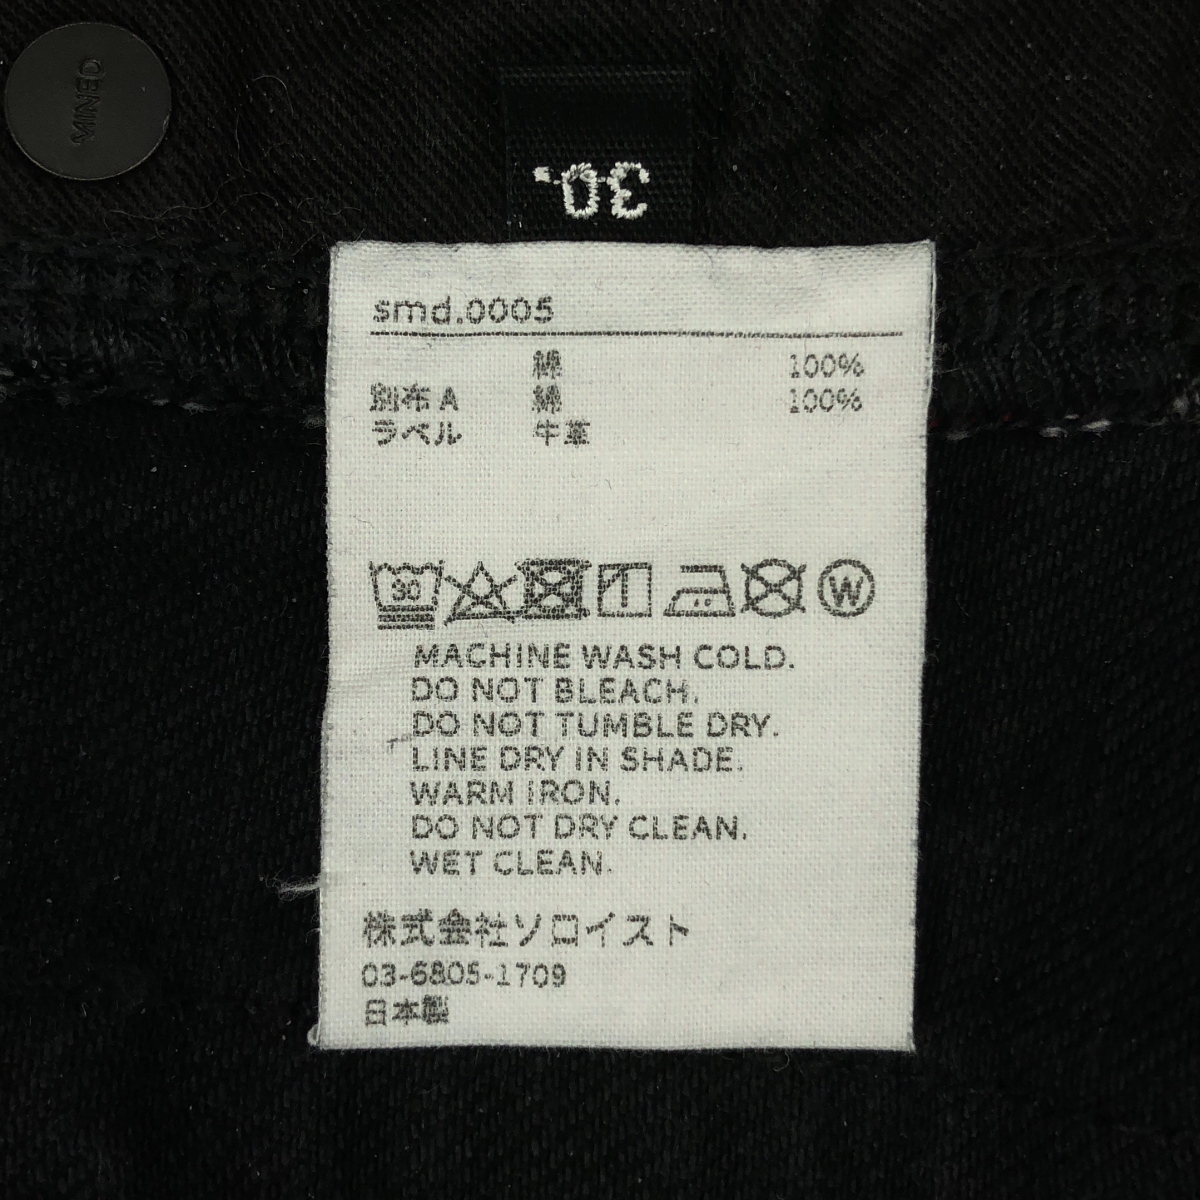 MINED
30.
smd.0005
綿 100%
別布A 綿 100%
ラベル 牛革
30 W
MACHINE WASH COLD.
DO NOT BLEACH.
DO NOT TUMBLE DRY.
LINE DRY IN SHADE.
WARM IRON.
DO NOT DRY CLEAN.
WET CLEAN.
株式会社ソロイスト
03-6805-1709
日本製